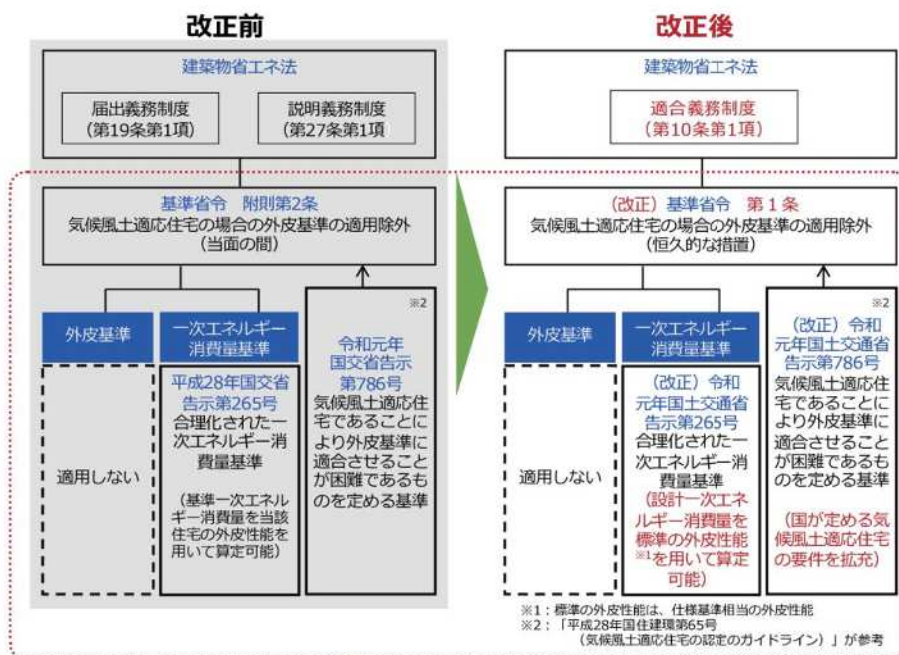 改正前
建築物省エネ法
届出義務制度
（第19条第1項）
説明義務制度
（第27条第1項）
基準省令　附則第2条
気候風土適応住宅の場合の外皮基準の適用除外
（当面の間）
外皮基準
適用しない
一次エネルギー
消費量基準
平成28年国交省
告示第265号
合理化された一
次エネルギー消
費量基準
（基準一次エネル
ギー消費量を当該
住宅の外皮性能を
用いて算定可能）
※2
令和元年
国交省告示
第786号
気候風土適応住
宅であることに
より外皮基準に
適合させること
が困難であるも
のを定める基準
改正後
建築物省エネ法
適合義務制度
（第10条第1項）
（改正）基準省令　第１条
気候風土適応住宅の場合の外皮基準の適用除外
（恒久的な措置）
外皮基準
適用しない
一次エネルギー
消費量基準
（改正）令和
元年国土交通省
告示第265号
合理化された一
次エネルギー消
費量基準
（設計一次エネ
ルギー消費量を
標準の外皮性能
※1を用いて算定
可能）
※2
（改正）令和
元年国土交通省
告示第786号
気候風土適応住
宅であることに
より外皮基準に
適合させること
が困難であるも
のを定める基準
（国が定める気
候風土適応住宅
の要件を拡充）
※1：標準の外皮性能は、仕様基準相当の外皮性能
※2：「平成28年国住建環第65号
（気候風土適応住宅の認定のガイドライン）」が参考